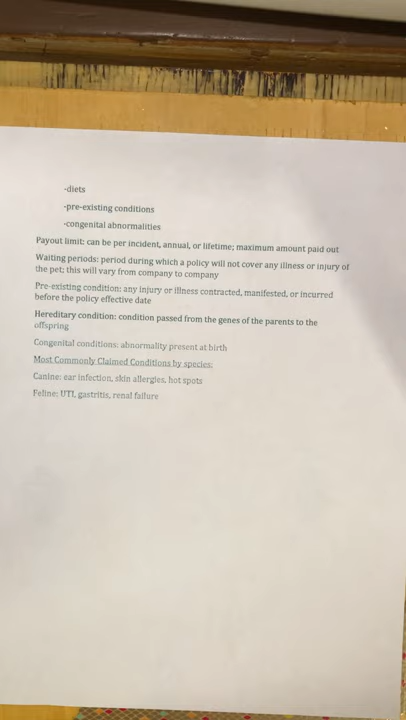 -diets
-pre-existing conditions
-congenital abnormalities
Payout limit: can be per incident, annual, or lifetime; maximum amount paid out
Waiting periods: period during which a policy will not cover any illness or injury of
the pet; this will vary from company to company
Pre-existing condition: any injury or illness contracted, manifested, or incurred
before the policy effective date
Hereditary condition: condition passed from the genes of the parents to the
offspring
Congenital conditions: abnormality present at birth
Most Commonly Claimed Conditions by species:
Canine: ear infection, skin allergies, hot spots
Feline: UTI, gastritis, renal failure